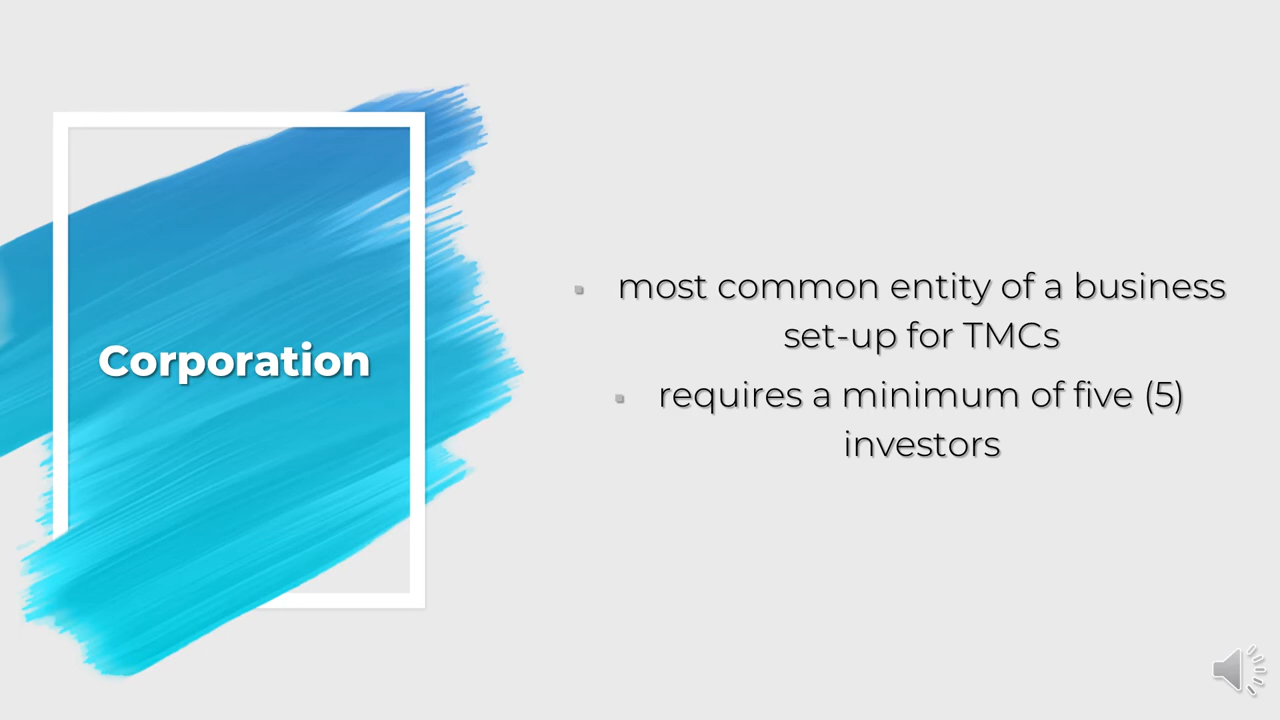 Corporation
▪ most common entity of a business
set-up for TMCs
▪ requires a minimum of five (5)
investors